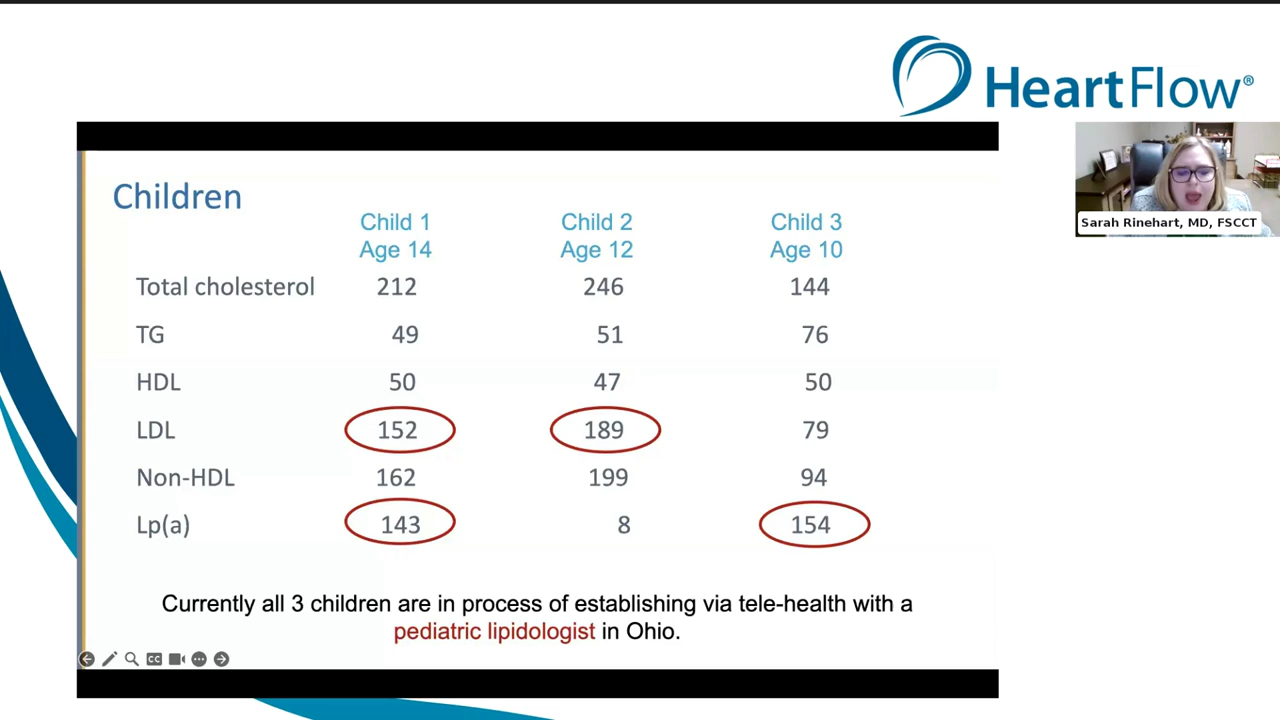 HeartFlow®
Sarah Rinehart, MD, FSCCT
Children
Child 1 Child 2 Child 3
Age 14 Age 12 Age 10
Total cholesterol 212 246 144
TG 49 51 76
HDL 50 47 50
LDL 152 189 79
Non-HDL 162 199 94
Lp(a) 143 8 154
Currently all 3 children are in process of establishing via tele-health with a
pediatric lipidologist in Ohio.
CC